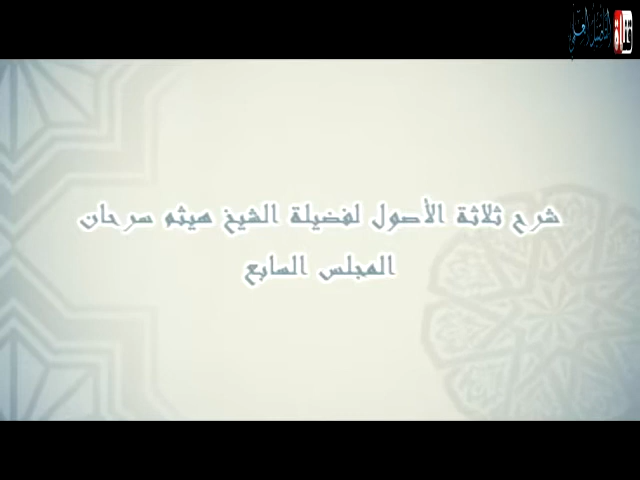 شرح ثلاثة الأصول لفضيلة الشيخ هيثم سرحان
المجلس السابع